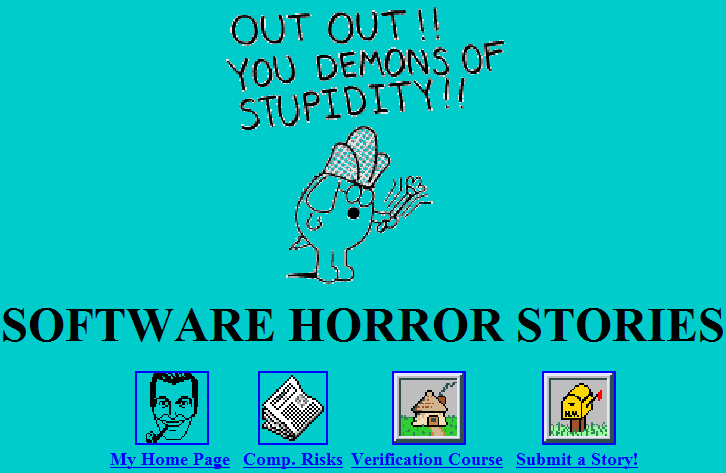 OUT OUT!!
YOU DEMONS OF
STUPIDITY!!
SOFTWARE HORROR STORIES
My Home Page Comp. Risks Verification Course Submit a Story!